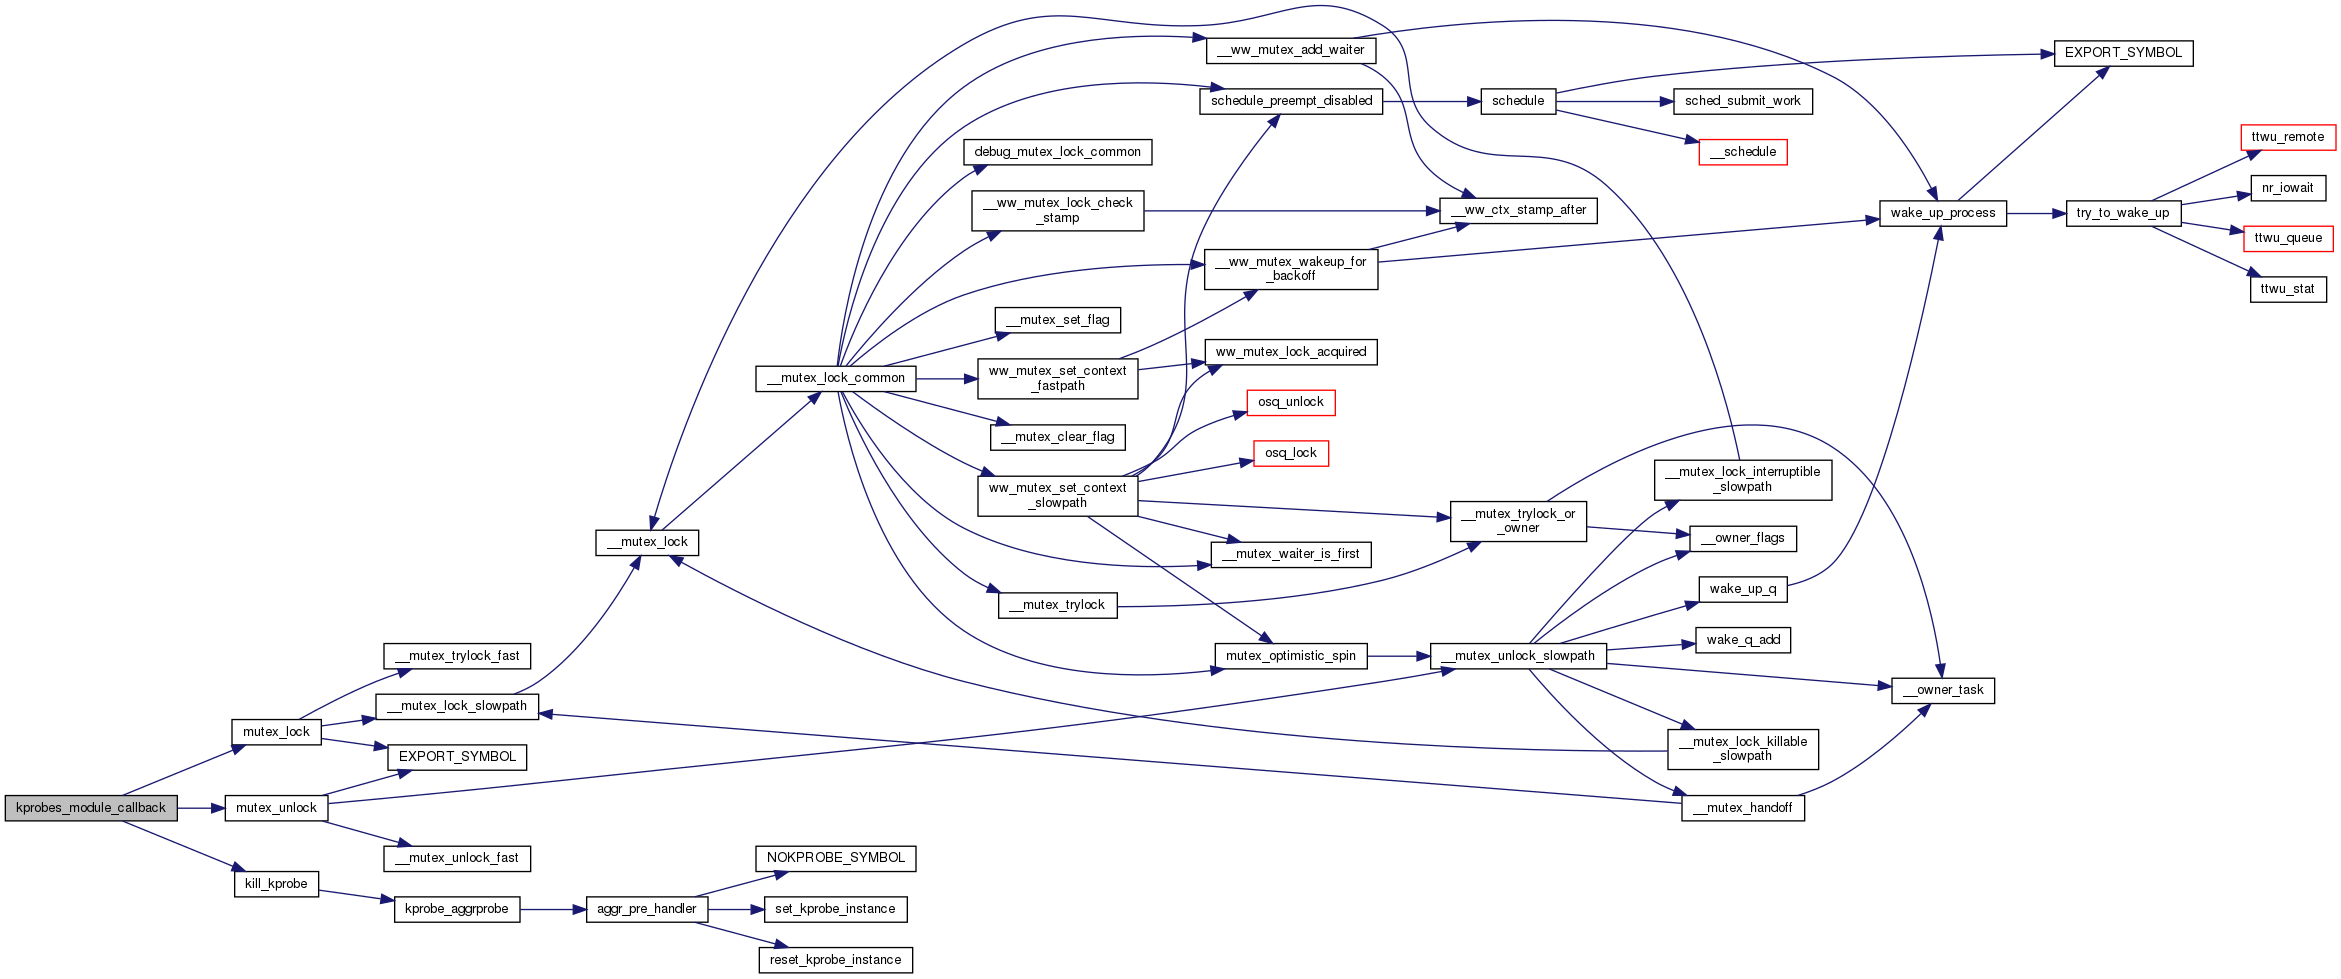 kprobes_module_callback
mutex_lock
mutex_unlock
kill_kprobe
__mutex_trylock_fast
__mutex_lock_slowpath
EXPORT_SYMBOL
__mutex_unlock_fast
kprobe_aggrprobe
__mutex_lock
aggr_pre_handler
__mutex_lock_common
NOKPROBE_SYMBOL
set_kprobe_instance
reset_kprobe_instance
debug_mutex_lock_common
__ww_mutex_lock_check
_stamp
__mutex_set_flag
ww_mutex_set_context
_fastpath
__mutex_clear_flag
ww_mutex_set_context
_slowpath
__mutex_trylock
__ww_mutex_add_waiter
schedule_preempt_disabled
__ww_mutex_wakeup_for
_backoff
ww_mutex_lock_acquired
osq_unlock
osq_lock
__mutex_waiter_is_first
mutex_optimistic_spin
schedule
__ww_ctx_stamp_after
__mutex_trylock_or
_owner
__mutex_unlock_slowpath
sched_submit_work
__schedule
__mutex_lock_interruptible
_slowpath
__owner_flags
wake_up_q
wake_q_add
__mutex_lock_killable
_slowpath
__mutex_handoff
wake_up_process
__owner_task
EXPORT_SYMBOL
try_to_wake_up
ttwu_remote
nr_iowait
ttwu_queue
ttwu_stat